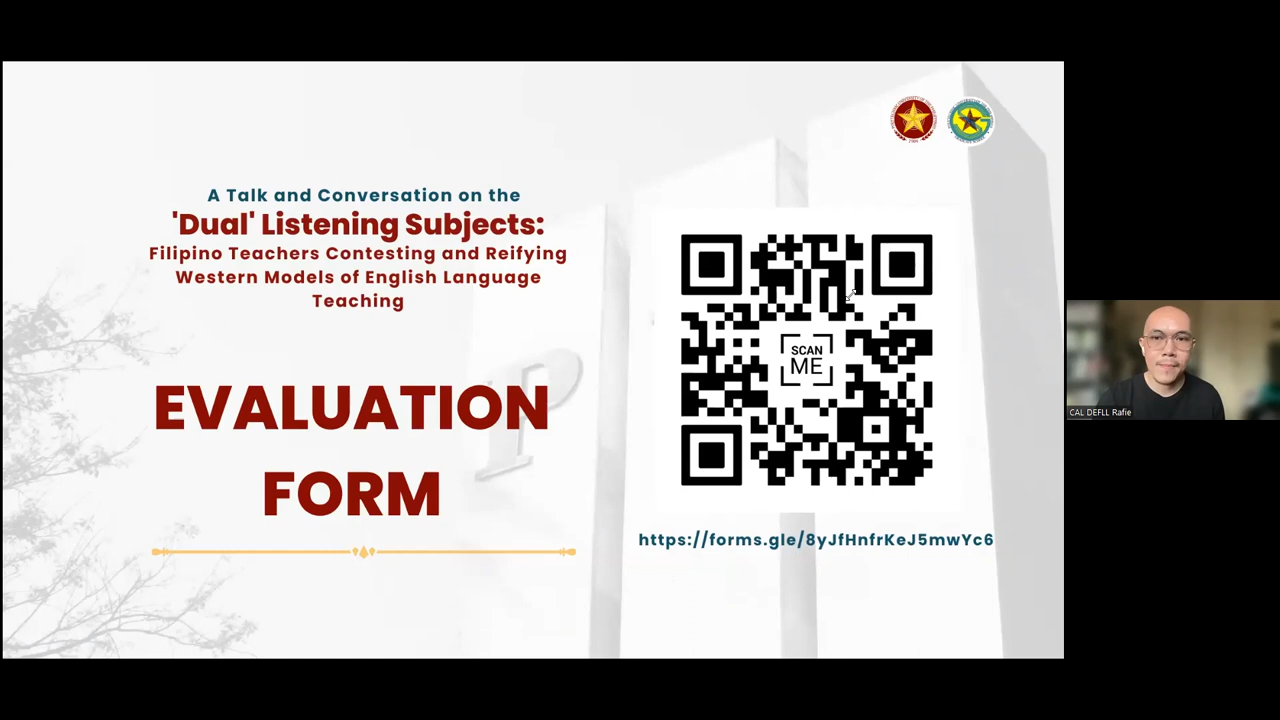 A Talk and Conversation on the
'Dual' Listening Subjects:
Filipino Teachers Contesting and Reifying
Western Models of English Language
Teaching
EVALUATION
FORM
SCAN
ME
https://forms.gle/8yJfHnfrKeJ5mwYc6
CAL DEFLL Rafie